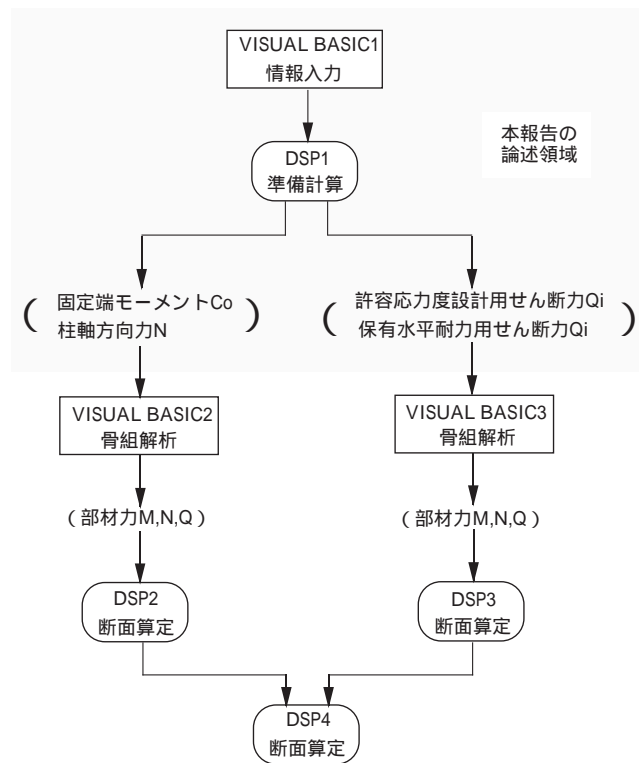 VISUAL BASIC1
情報入力
本報告の
論述領域
DSP1
準備計算
固定端モーメントCo
柱軸方向力N
許容応力度設計用せん断力Qi
保有水平耐力用せん断力Qi
VISUAL BASIC2
骨組解析
VISUAL BASIC3
骨組解析
(部材力M,N,Q)
(部材力M,N,Q)
DSP2
断面算定
DSP3
断面算定
DSP4
断面算定